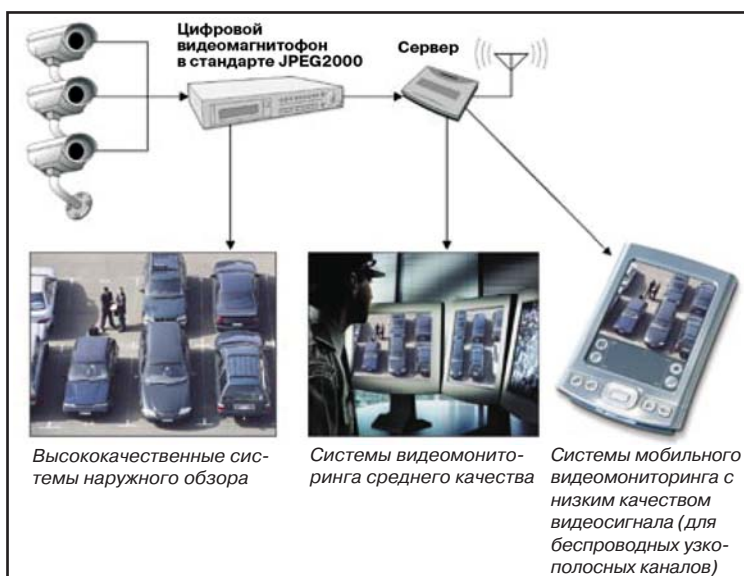 Цифровой
видеомагнитофон
в стандарте JPEG2000
Сервер
Высококачественные сис-
темы наружного обзора
Системы видеомонито-
ринга среднего качества
Системы мобильного
видеомониторинга с
низким качеством
видеосигнала (для
беспроводных узко-
полосных каналов)